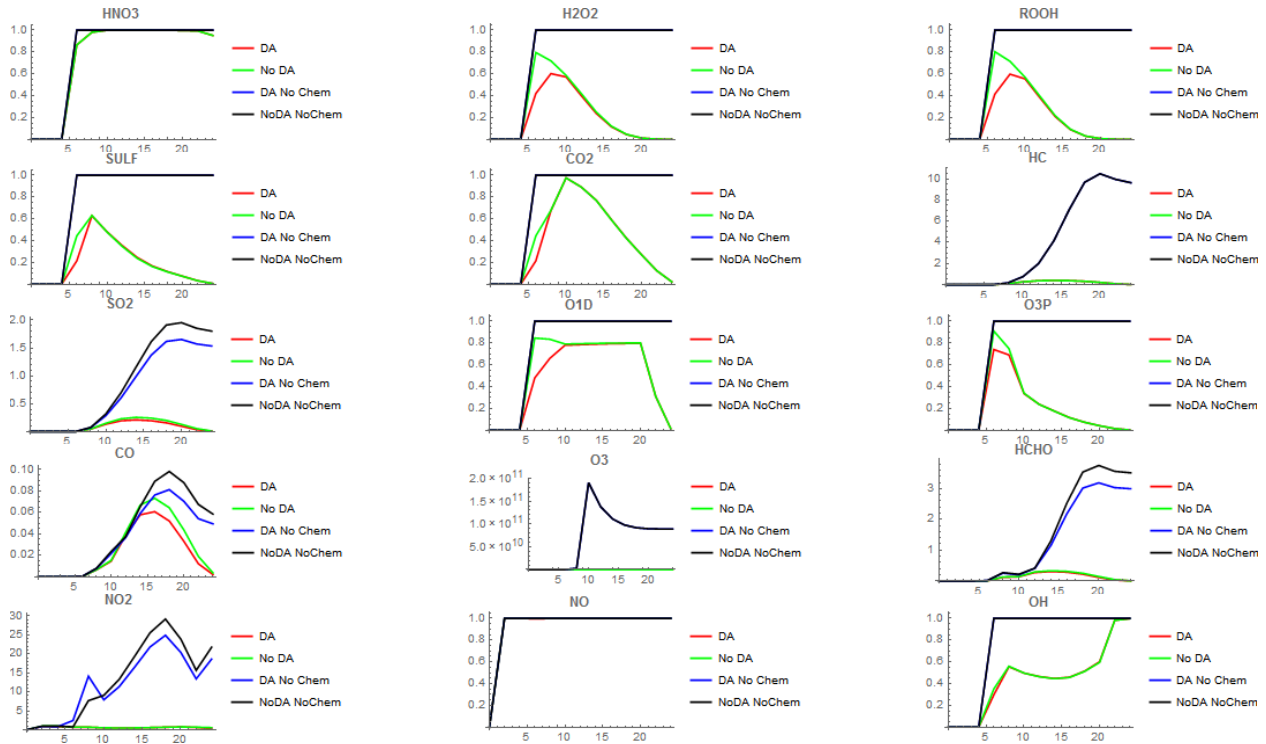 HNO3
1.0
0.8
0.6
0.4
0.2
5 10 15 20
DA
No DA
DA No Chem
NoDA NoChem
H2O2
1.0
0.8
0.6
0.4
0.2
5 10 15 20
DA
No DA
DA No Chem
NoDA NoChem
ROOH
1.0
0.8
0.6
0.4
0.2
5 10 15 20
DA
No DA
DA No Chem
NoDA NoChem
SULF
1.0
0.8
0.6
0.4
0.2
5 10 15 20
DA
No DA
DA No Chem
NoDA NoChem
CO2
1.0
0.8
0.6
0.4
0.2
5 10 15 20
DA
No DA
DA No Chem
NoDA NoChem
HC
10
8
6
4
2
5 10 15 20
DA
No DA
DA No Chem
NoDA NoChem
SO2
2.0
1.5
1.0
0.5
5 10 15 20
DA
No DA
DA No Chem
NoDA NoChem
O1D
1.0
0.8
0.6
0.4
0.2
5 10 15 20
DA
No DA
DA No Chem
NoDA NoChem
O3P
1.0
0.8
0.6
0.4
0.2
5 10 15 20
DA
No DA
DA No Chem
NoDA NoChem
CO
0.10
0.08
0.06
0.04
0.02
5 10 15 20
DA
No DA
DA No Chem
NoDA NoChem
O3
2.0 × 10¹¹
1.5 × 10¹¹
1.0 × 10¹¹
5.0 × 10¹⁰
5 10 15 20
DA
No DA
DA No Chem
NoDA NoChem
HCHO
3
2
1
5 10 15 20
DA
No DA
DA No Chem
NoDA NoChem
NO2
30
25
20
15
10
5
5 10 15 20
DA
No DA
DA No Chem
NoDA NoChem
NO
1.0
0.8
0.6
0.4
0.2
5 10 15 20
DA
No DA
DA No Chem
NoDA NoChem
OH
1.0
0.8
0.6
0.4
0.2
5 10 15 20
DA
No DA
DA No Chem
NoDA NoChem